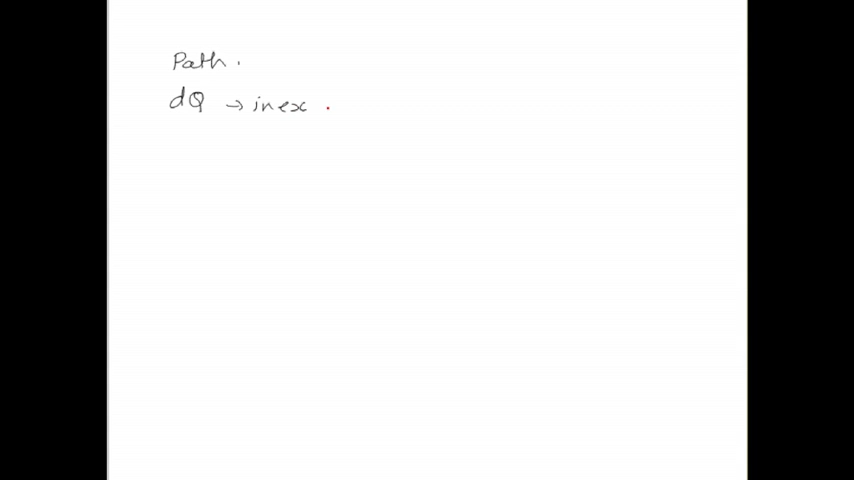 Path.
dQ → inex